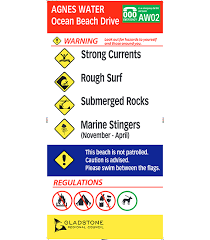 AGNES WATER
Ocean Beach Drive
000
AW02
WARNING
Look out for hazards to yourself
and those around you
Strong Currents
Rough Surf
Submerged Rocks
Marine Stingers
(November - April)
This beach is not patrolled.
Caution is advised.
Please swim between the flags.
REGULATIONS
GLADSTONE
REGIONAL COUNCIL